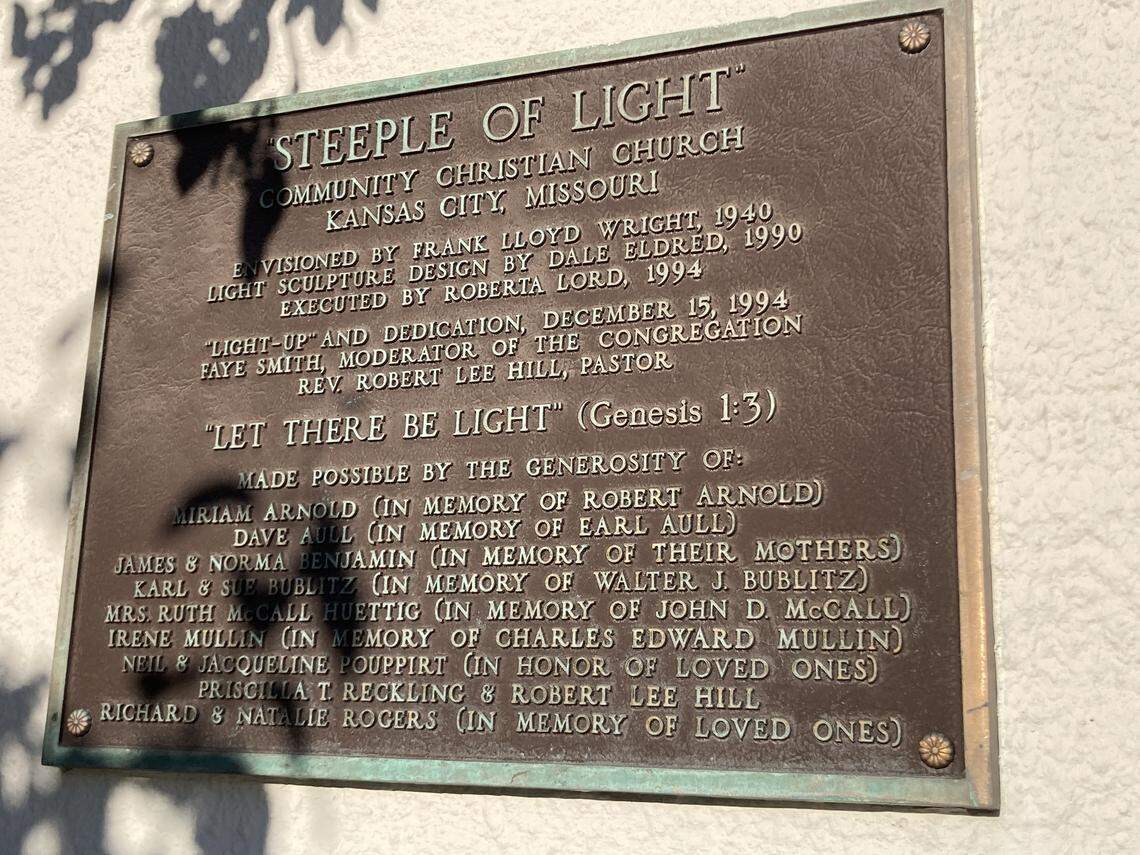 "STEEPLE OF LIGHT"
COMMUNITY CHRISTIAN CHURCH
KANSAS CITY, MISSOURI
ENVISIONED BY FRANK LLOYD WRIGHT, 1940
LIGHT SCULPTURE DESIGN BY DALE ELDRED, 1990
EXECUTED BY ROBERTA LORD, 1994
"LIGHT-UP" AND DEDICATION, DECEMBER 15, 1994
FAYE SMITH, MODERATOR OF THE CONGREGATION
REV. ROBERT LEE HILL, PASTOR
"LET THERE BE LIGHT" (Genesis 1:3)
MADE POSSIBLE BY THE GENEROSITY OF:
MIRIAM ARNOLD (IN MEMORY OF ROBERT ARNOLD)
DAVE AULL (IN MEMORY OF EARL AULL)
JAMES & NORMA BENJAMIN (IN MEMORY OF THEIR MOTHERS)
KARL & SUE BUBLITZ (IN MEMORY OF WALTER J. BUBLITZ)
MRS. RUTH McCALL HUETTIG (IN MEMORY OF JOHN D. McCALL)
IRENE MULLIN (IN MEMORY OF CHARLES EDWARD MULLIN)
NEIL & JACQUELINE POUPPIRT (IN HONOR OF LOVED ONES)
PRISCILLA T. RECKLING & ROBERT LEE HILL
RICHARD & NATALIE ROGERS (IN MEMORY OF LOVED ONES)